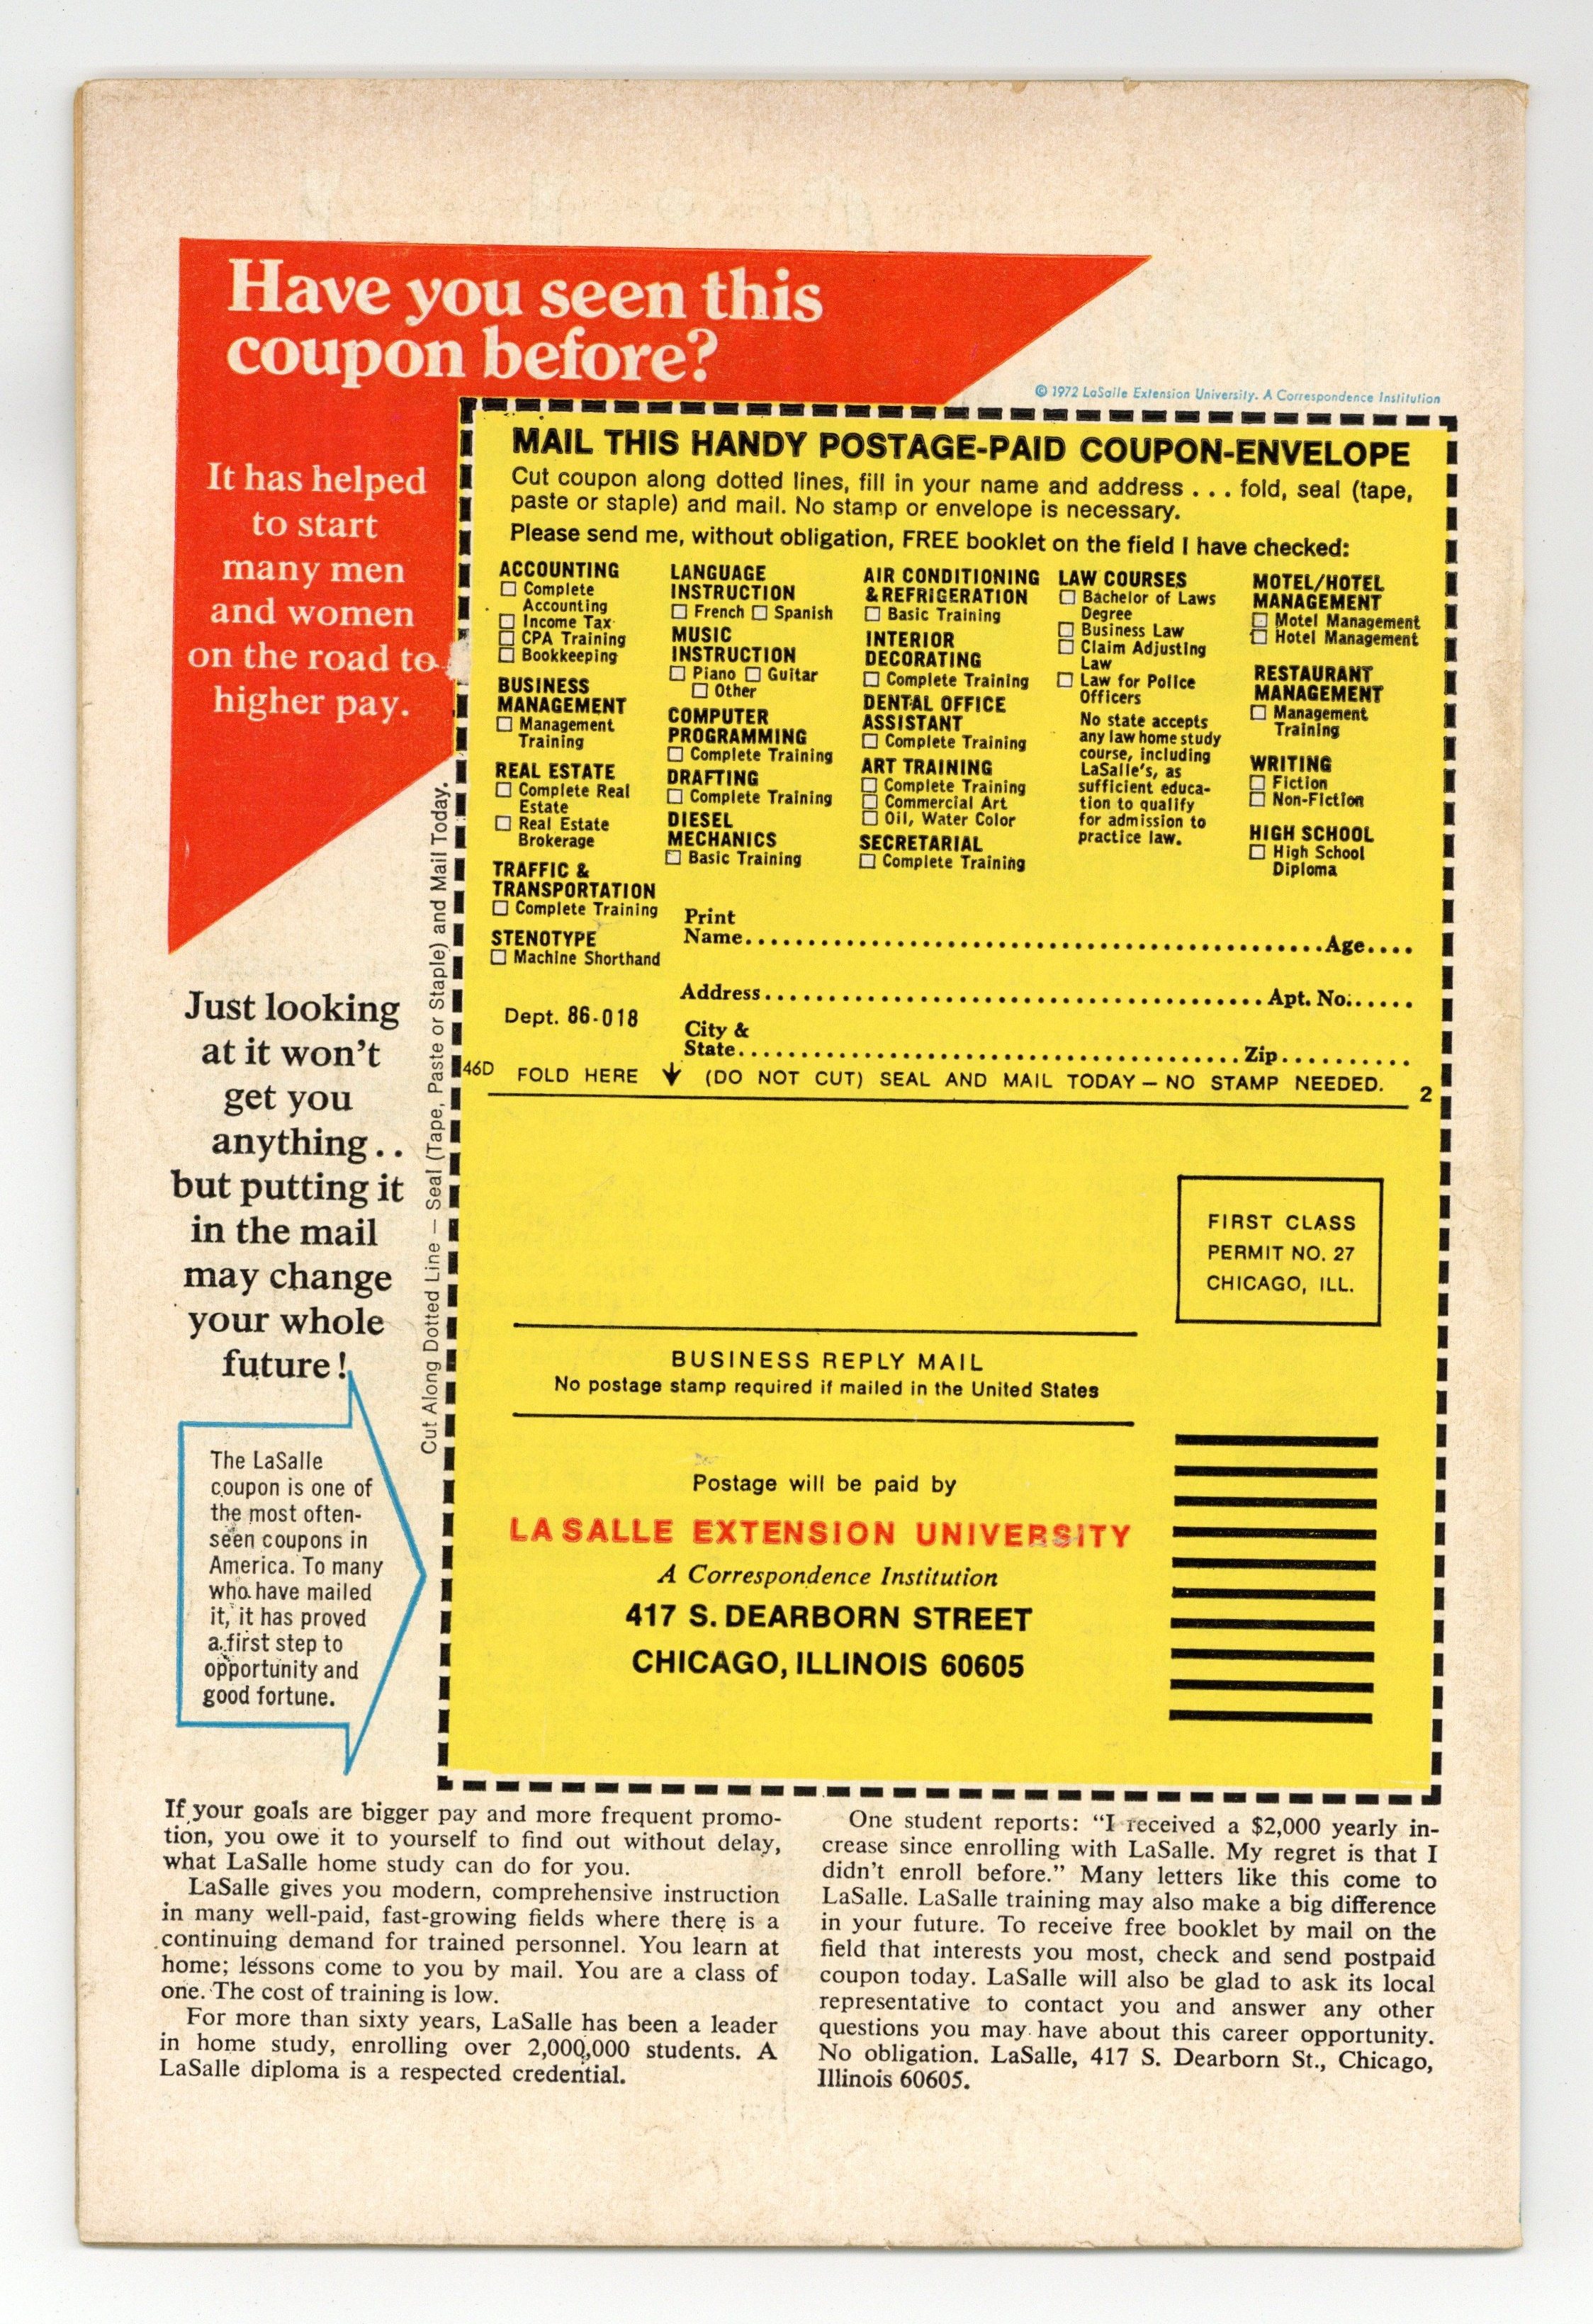 Have you seen this
coupon before?
© 1972 LaSalle Extension University. A Correspondence Institution
It has helped
to start
many men
and women
on the road to
higher pay.
Just looking
at it won't
get you
anything..
but putting it
in the mail
may change
your whole
future!
The LaSalle
coupon is one of
the most often-
seen coupons in
America. To many
who have mailed
it, it has proved
a first step to
opportunity and
good fortune.
Cut Along Dotted Line — Seal (Tape, Paste or Staple) and Mail Today.
MAIL THIS HANDY POSTAGE-PAID COUPON-ENVELOPE
Cut coupon along dotted lines, fill in your name and address . . . fold, seal (tape,
paste or staple) and mail. No stamp or envelope is necessary.
Please send me, without obligation, FREE booklet on the field I have checked:
ACCOUNTING
Complete
Accounting
Income Tax
CPA Training
Bookkeeping
BUSINESS
MANAGEMENT
Management
Training
REAL ESTATE
Complete Real
Estate
Real Estate
Brokerage
TRAFFIC &
TRANSPORTATION
Complete Training
STENOTYPE
Machine Shorthand
LANGUAGE
INSTRUCTION
French Spanish
MUSIC
INSTRUCTION
Piano Guitar
Other
COMPUTER
PROGRAMMING
Complete Training
DRAFTING
Complete Training
DIESEL
MECHANICS
Basic Training
AIR CONDITIONING
& REFRIGERATION
Basic Training
INTERIOR
DECORATING
Complete Training
DENTAL OFFICE
ASSISTANT
Complete Training
ART TRAINING
Complete Training
Commercial Art
Oil, Water Color
SECRETARIAL
Complete Training
LAW COURSES
Bachelor of Laws
Degree
Business Law
Claim Adjusting
Law
Law for Police
Officers
No state accepts
any law home study
course, including
LaSalle's, as
sufficient educa-
tion to qualify
for admission to
practice law.
MOTEL/HOTEL
MANAGEMENT
Motel Management
Hotel Management
RESTAURANT
MANAGEMENT
Management
Training
WRITING
Fiction
Non-Fiction
HIGH SCHOOL
High School
Diploma
Print
Name Age
Address Apt. No.
Dept. 86-018
City &
State Zip
46D FOLD HERE (DO NOT CUT) SEAL AND MAIL TODAY — NO STAMP NEEDED. 2
FIRST CLASS
PERMIT NO. 27
CHICAGO, ILL.
BUSINESS REPLY MAIL
No postage stamp required if mailed in the United States
Postage will be paid by
LA SALLE EXTENSION UNIVERSITY
A Correspondence Institution
417 S. DEARBORN STREET
CHICAGO, ILLINOIS 60605
If your goals are bigger pay and more frequent promo-
tion, you owe it to yourself to find out without delay,
what LaSalle home study can do for you.
LaSalle gives you modern, comprehensive instruction
in many well-paid, fast-growing fields where there is a
continuing demand for trained personnel. You learn at
home; lessons come to you by mail. You are a class of
one. The cost of training is low.
For more than sixty years, LaSalle has been a leader
in home study, enrolling over 2,000,000 students. A
LaSalle diploma is a respected credential.
One student reports: “I received a $2,000 yearly in-
crease since enrolling with LaSalle. My regret is that I
didn't enroll before.” Many letters like this come to
LaSalle. LaSalle training may also make a big difference
in your future. To receive free booklet by mail on the
field that interests you most, check and send postpaid
coupon today. LaSalle will also be glad to ask its local
representative to contact you and answer any other
questions you may have about this career opportunity.
No obligation. LaSalle, 417 S. Dearborn St., Chicago,
Illinois 60605.